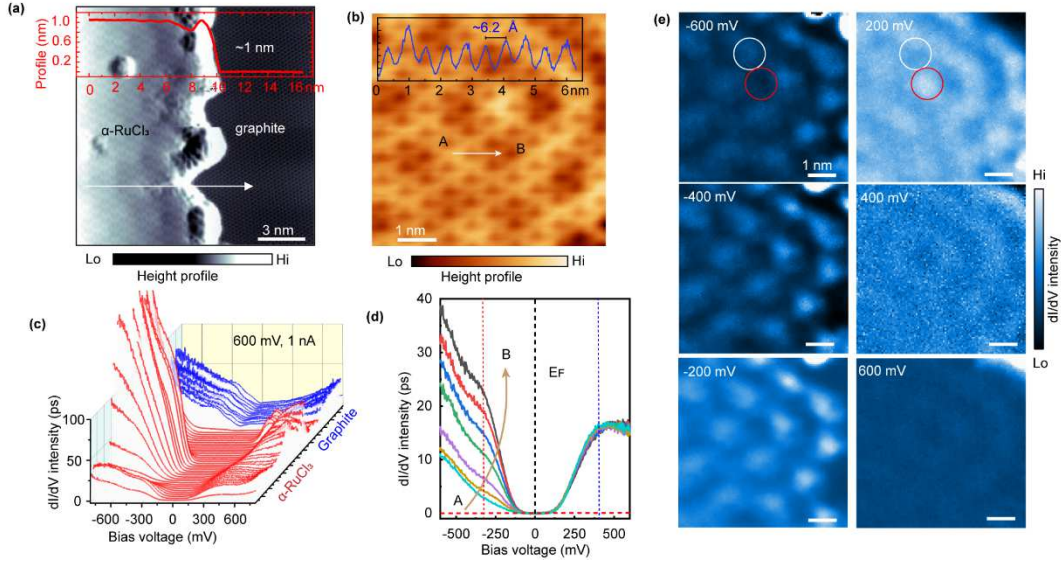 (a)
Profile (nm)
1.0
0.6
0.2
~1 nm
0 2 4 6 8 10 12 14 16 nm
α-RuCl₃
graphite
3 nm
Lo Hi
Height profile
(b)
~6.2 Å
0 1 2 3 4 5 6nm
A B
1 nm
Lo Hi
Height profile
(c)
600 mV, 1 nA
dI/dV intensity (ps)
100
50
0
-600 -300 0 300 600
Bias voltage (mV)
α-RuCl₃
Graphite
(d)
dI/dV intensity (ps)
40
30
20
10
0
B
EF
A
-500 -250 0 250 500
Bias voltage (mV)
(e)
-600 mV
1 nm
200 mV
-400 mV
400 mV
-200 mV
600 mV
Hi
dI/dV intensity
Lo